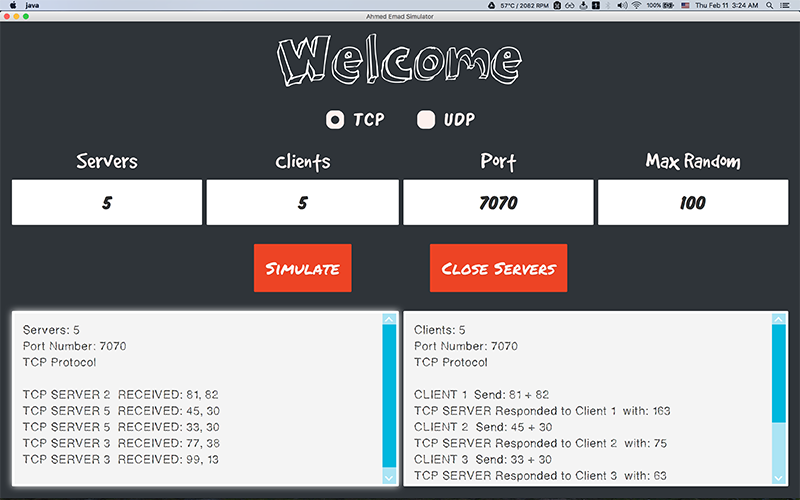 java 57°C / 2062 RPM 100% Thu Feb 11 3:24 AM
Ahmed Emad Simulator
Welcome
TCP UDP
Servers Clients Port Max Random
5 5 7070 100
Simulate Close Servers
Servers: 5
Port Number: 7070
TCP Protocol
TCP SERVER 2 RECEIVED: 81, 82
TCP SERVER 5 RECEIVED: 45, 30
TCP SERVER 5 RECEIVED: 33, 30
TCP SERVER 3 RECEIVED: 77, 38
TCP SERVER 3 RECEIVED: 99, 13
Clients: 5
Port Number: 7070
TCP Protocol
CLIENT 1 Send: 81 + 82
TCP SERVER Responded to Client 1 with: 163
CLIENT 2 Send: 45 + 30
TCP SERVER Responded to Client 2 with: 75
CLIENT 3 Send: 33 + 30
TCP SERVER Responded to Client 3 with: 63